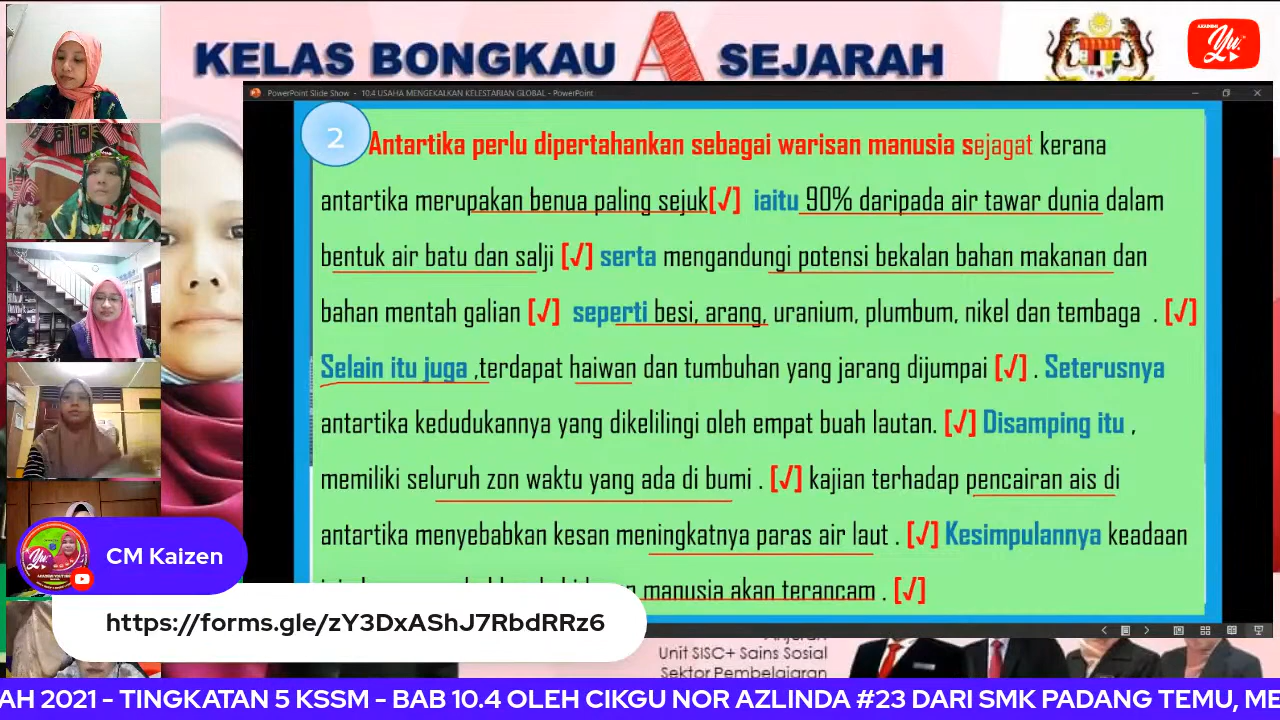 KELAS BONGKAU A SEJARAH
AKADEMI
YouTuber
PowerPoint Slide Show - 10.4 USAHA MENGEKALKAN KELESTARIAN GLOBAL - PowerPoint
2
Antartika perlu dipertahankan sebagai warisan manusia sejagat kerana
antartika merupakan benua paling sejuk[√] iaitu 90% daripada air tawar dunia dalam
bentuk air batu dan salji [√] serta mengandungi potensi bekalan bahan makanan dan
bahan mentah galian [√] seperti besi, arang, uranium, plumbum, nikel dan tembaga . [√]
Selain itu juga ,terdapat haiwan dan tumbuhan yang jarang dijumpai [√] . Seterusnya
antartika kedudukannya yang dikelilingi oleh empat buah lautan. [√] Disamping itu ,
memiliki seluruh zon waktu yang ada di bumi . [√] kajian terhadap pencairan ais di
antartika menyebabkan kesan meningkatnya paras air laut . [√] Kesimpulannya keadaan
manusia akan terancam . [√]
CM Kaizen
https://forms.gle/zY3DxAShJ7RbdRRz6
Anjuran
Unit SISC+ Sains Sosial
Sektor Pembelajaran
AH 2021 - TINGKATAN 5 KSSM - BAB 10.4 OLEH CIKGU NOR AZLINDA #23 DARI SMK PADANG TEMU, ME